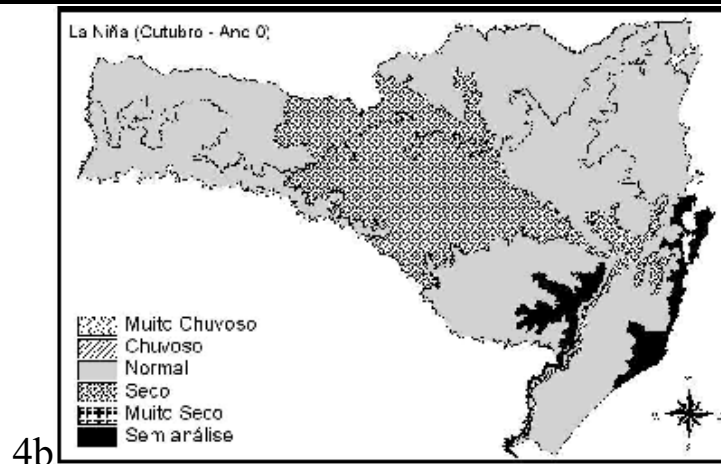 La Niña (Outubro - Ano 0)
Muito Chuvoso
Chuvoso
Normal
Seco
Muito Seco
Sem análise
4b